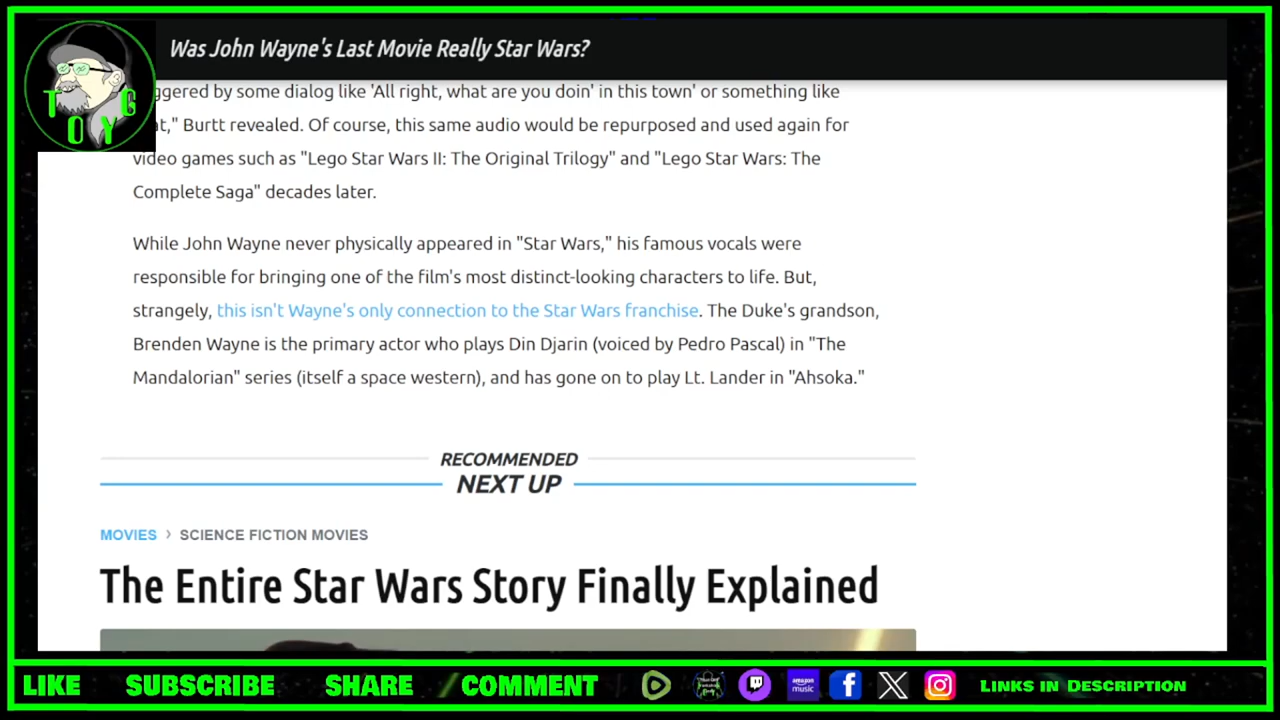 Was John Wayne's Last Movie Really Star Wars?
T G
O Y
ggered by some dialog like 'All right, what are you doin' in this town' or something like
t," Burtt revealed. Of course, this same audio would be repurposed and used again for
video games such as "Lego Star Wars II: The Original Trilogy" and "Lego Star Wars: The
Complete Saga" decades later.
While John Wayne never physically appeared in "Star Wars," his famous vocals were
responsible for bringing one of the film's most distinct-looking characters to life. But,
strangely, this isn't Wayne's only connection to the Star Wars franchise. The Duke's grandson,
Brenden Wayne is the primary actor who plays Din Djarin (voiced by Pedro Pascal) in "The
Mandalorian" series (itself a space western), and has gone on to play Lt. Lander in "Ahsoka."
RECOMMENDED
NEXT UP
MOVIES > SCIENCE FICTION MOVIES
The Entire Star Wars Story Finally Explained
LIKE SUBSCRIBE SHARE COMMENT amazon music LINKS IN DESCRIPTION